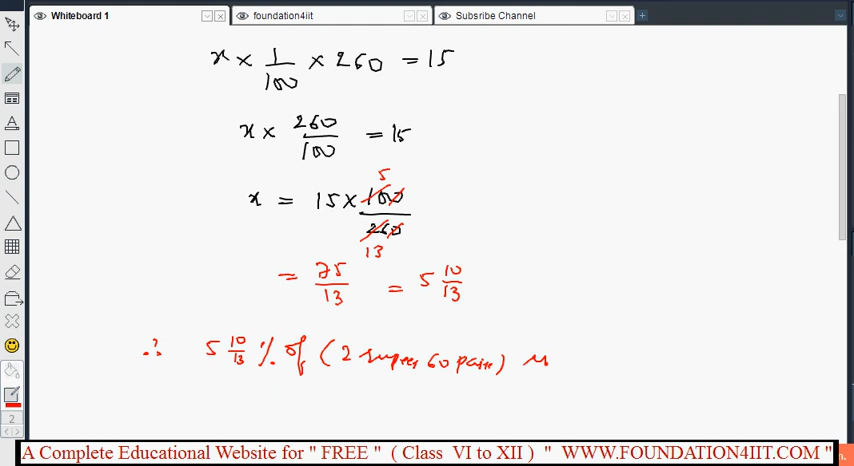 Whiteboard 1
foundation4iit
Subsribe Channel
x × 1/100 × 260 = 15
x × 260/100 = 15
x = 15 × 100/260
5
13
= 75/13 = 5 10/13
∴ 5 10/13 % of (2 rupees 60 paise) is
2
A Complete Educational Website for " FREE " ( Class VI to XII ) " WWW.FOUNDATION4IIT.COM "